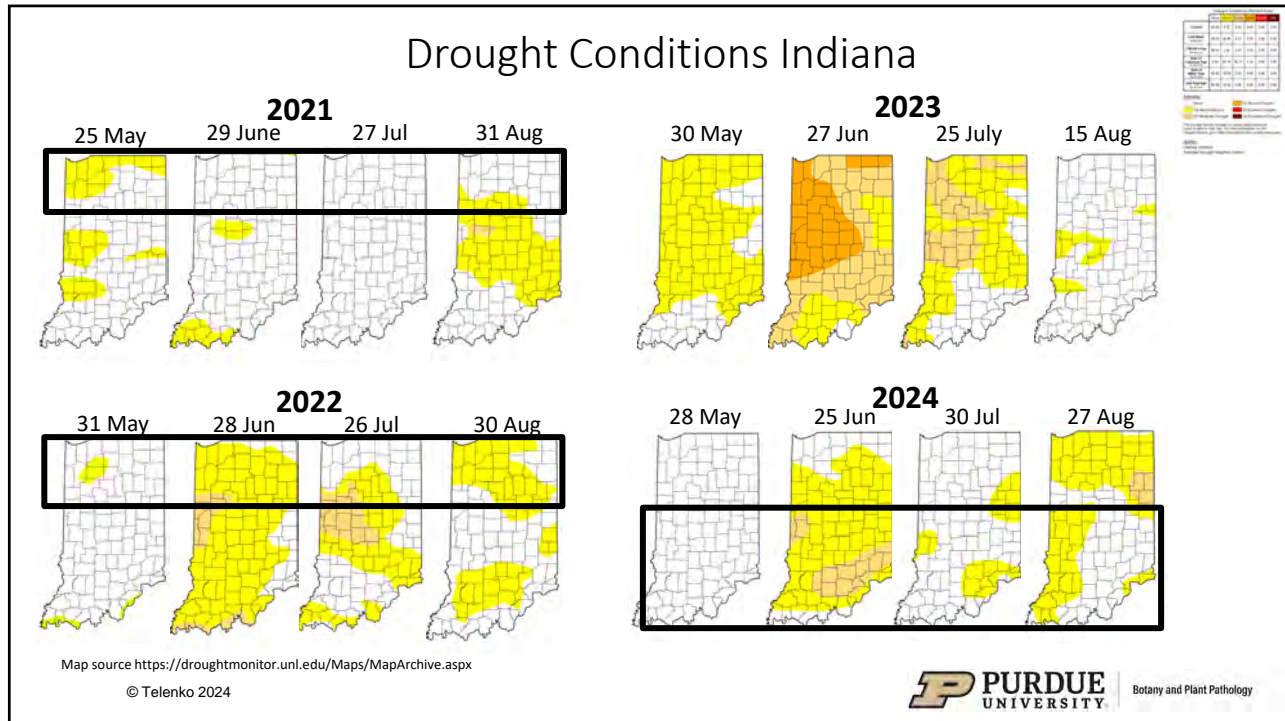 Drought Conditions Indiana
2021
25 May
29 June
27 Jul
31 Aug
2023
30 May
27 Jun
25 July
15 Aug
2022
31 May
28 Jun
26 Jul
30 Aug
2024
28 May
25 Jun
30 Jul
27 Aug
Map source https://droughtmonitor.unl.edu/Maps/MapArchive.aspx
© Telenko 2024
PURDUE
UNIVERSITY
Botany and Plant Pathology